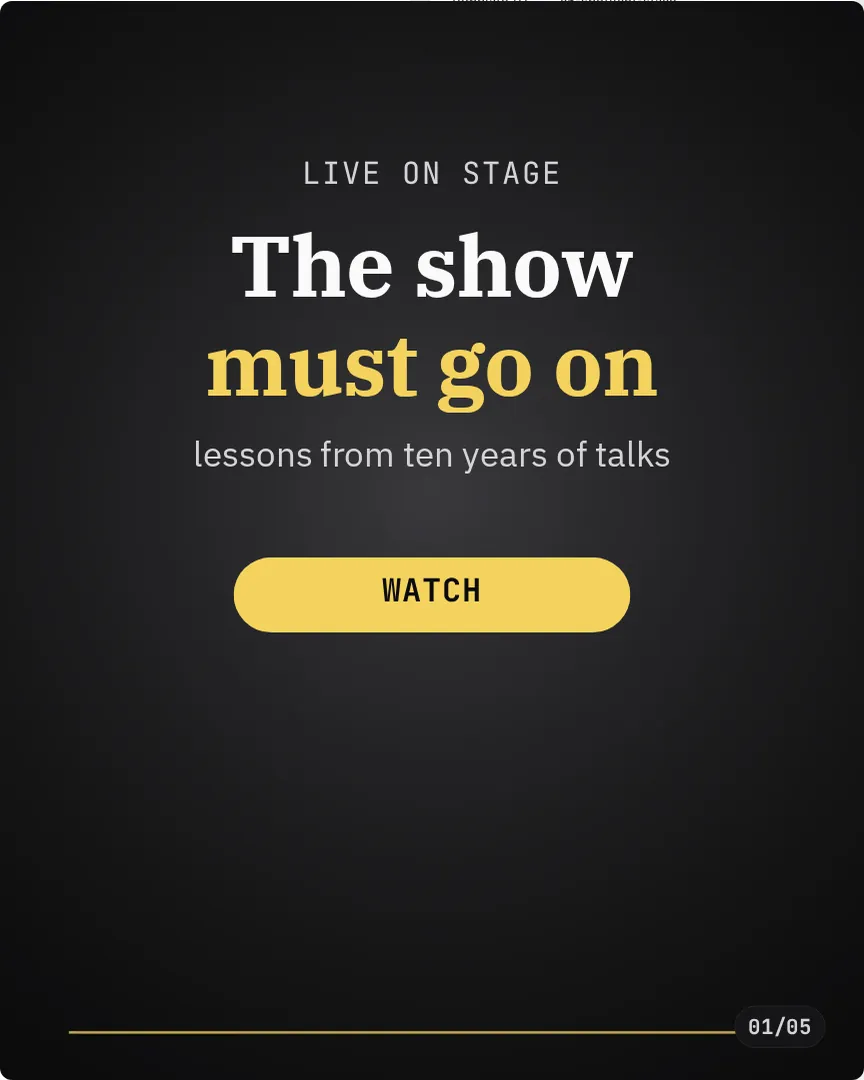 LIVE ON STAGE
The show
must go on
lessons from ten years of talks
WATCH
01/05